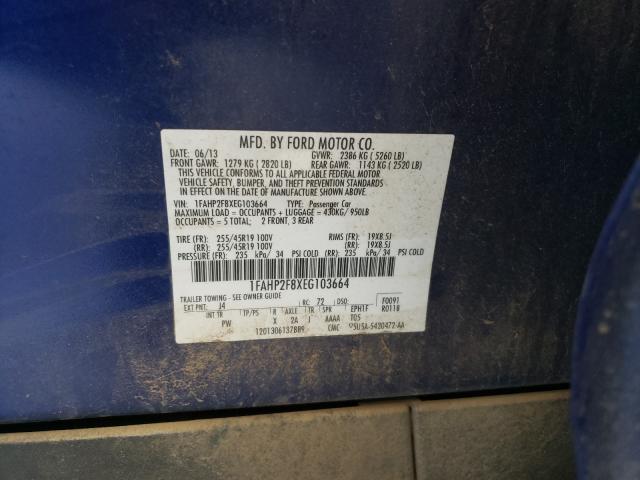 MFD. BY FORD MOTOR CO.
DATE: 06/13 GVWR: 2386 KG ( 5260 LB)
FRONT GAWR: 1279 KG ( 2820 LB) REAR GAWR: 1143 KG ( 2520 LB)
THIS VEHICLE CONFORMS TO ALL APPLICABLE FEDERAL MOTOR
VEHICLE SAFETY, BUMPER, AND THEFT PREVENTION STANDARDS
IN EFFECT ON THE DATE OF MANUFACTURE SHOWN ABOVE.
VIN: 1FAHP2F8XEG103664 TYPE: Passenger Car
MAXIMUM LOAD = OCCUPANTS + LUGGAGE = 430KG/ 950LB
OCCUPANTS = 5 TOTAL; 2 FRONT, 3 REAR
TIRE (FR): 255/45R19 100V RIMS (FR): 19X8.5J
(RR): 255/45R19 100V (RR): 19X8.5J
PRESSURE (FR): 235 kPa/ 34 PSI COLD (RR): 235 kPa/ 34 PSI COLD
1FAHP2F8XEG103664
TRAILER TOWING - SEE OWNER GUIDE
EXT PNT: J4 RC: 72 DSO: F0091
INT TR TP/PS R AXLE TR SPR EPH1F R0118
PW X 2A J AAAA TOS
1201306137889 CMC 95U5A-5420472-AA